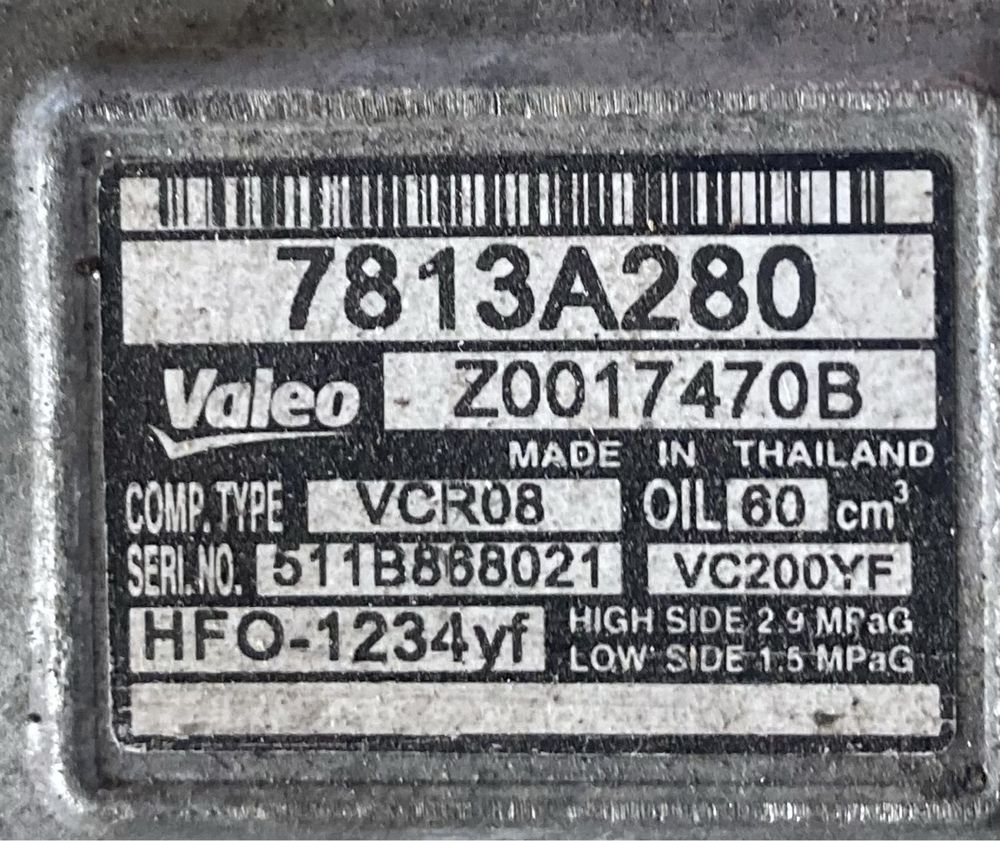 7813A280
Valeo Z0017470B
MADE IN THAILAND
COMP. TYPE VCR08 OIL 60 cm³
SERI. NO. 511B868021 VC200YF
HFO-1234yf HIGH SIDE 2.9 MPaG
LOW SIDE 1.5 MPaG